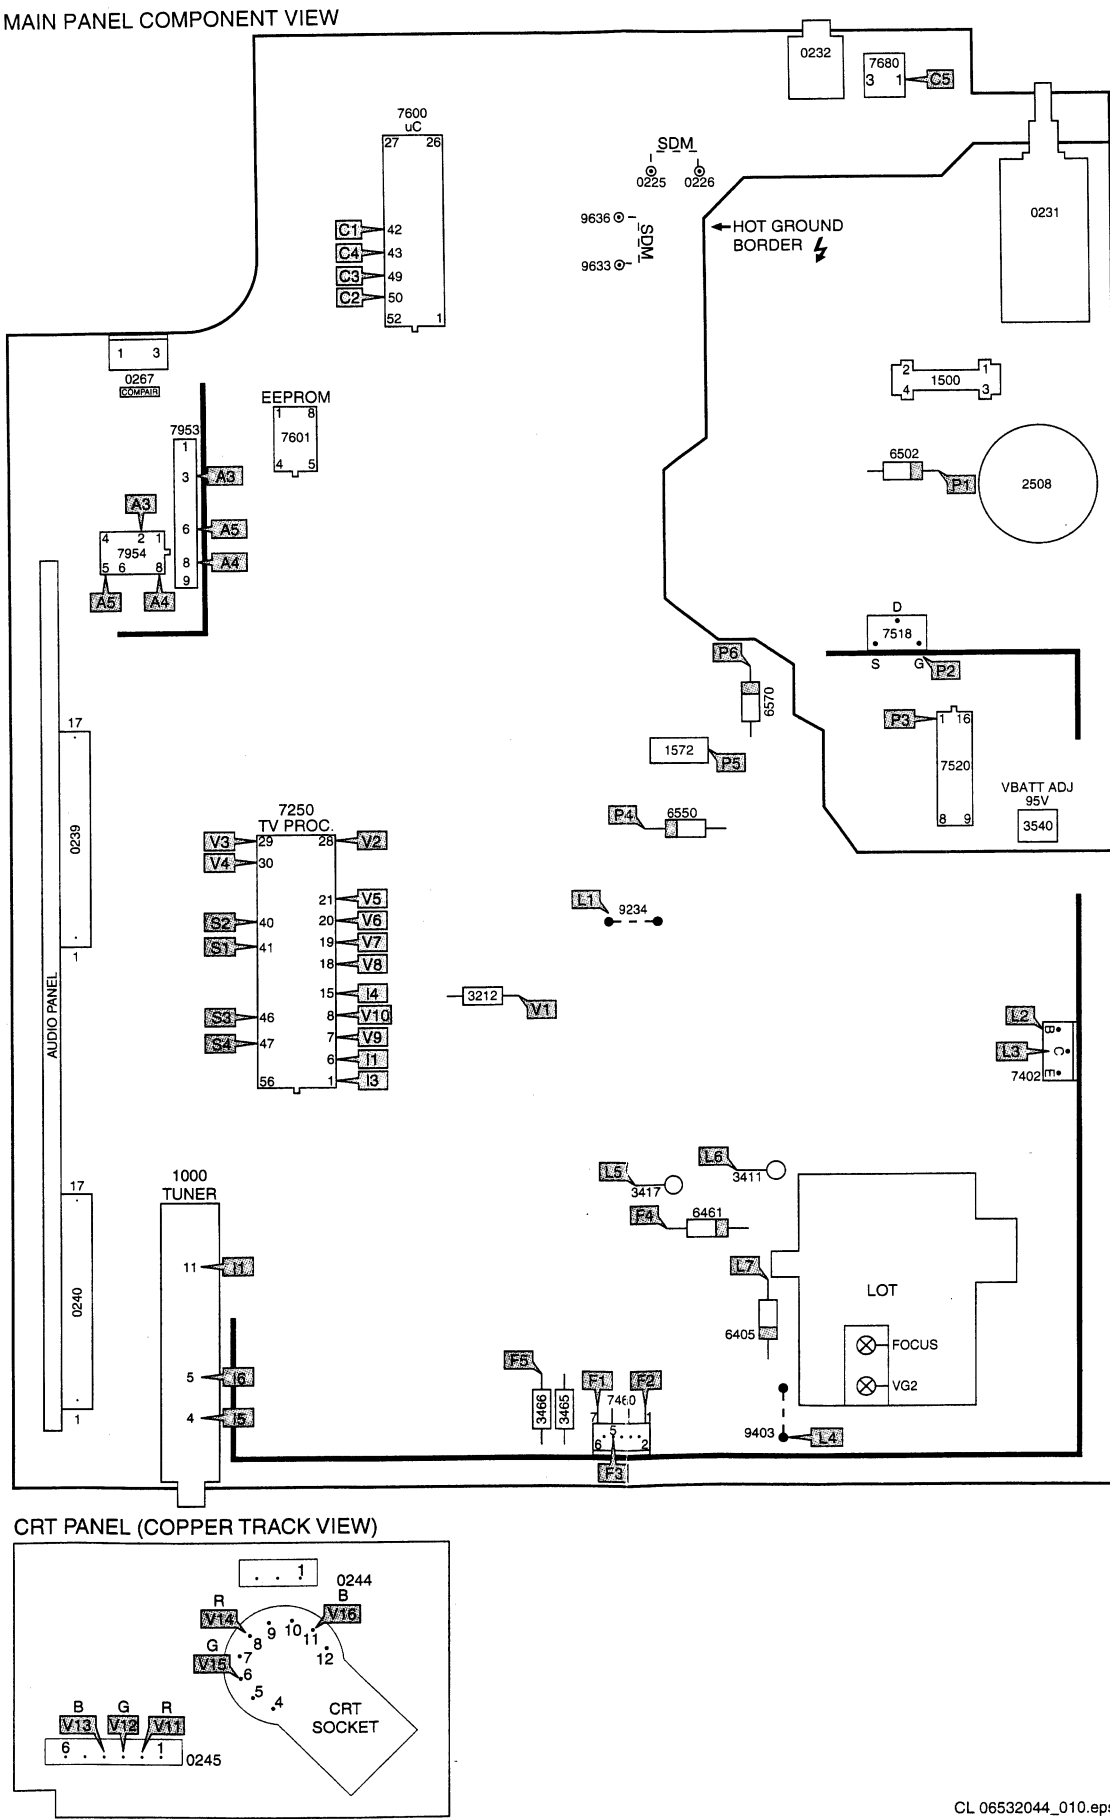 MAIN PANEL COMPONENT VIEW
0232
7680
3 1
C5
7600
uC
27 26
SDM
0225 0226
0231
C1 42
C4 43
C3 49
C2 50
52 1
9636
SDM
9633
HOT GROUND
BORDER
1 3
0267
COMPAIR
2 1
1500
4 3
EEPROM
1 8
7601
4 5
7953
1
3 A3
6502
P1
2508
A3
4 2 1
7954
5 6 8
6 A5
8 A4
9
A5 A4
D
7518
S G
P2
P6
6570
17
P3
1 16
7520
8 9
1572
P5
VBATT ADJ
95V
3540
0239
7250
TV PROC.
P4
6550
V3 29 28 V2
V4 30
21 V5
S2 40 20 V6
S1 41 19 V7
18 V8
15 I4
S3 46 8 V10
7 V9
S4 47
6 I1
56 1 I3
L1
9234
1
AUDIO PANEL
3212
V1
L2 B
L3 C
7402 E
1000
TUNER
17
L5
3417
L6
3411
F4
6461
11 I1
0240
L7
LOT
6405
FOCUS
VG2
5 I6
4 I5
1
F5
3466
3465
F1 F2
7460
7 1
5
6 2
F3
9403
L4
CRT PANEL (COPPER TRACK VIEW)
1
0244
R
V14
B
V16
8 9 10 11
12
G
V15
7
6
5
4
CRT
SOCKET
B G R
V13 V12 V11
6 1
0245
CL 06532044_010.eps